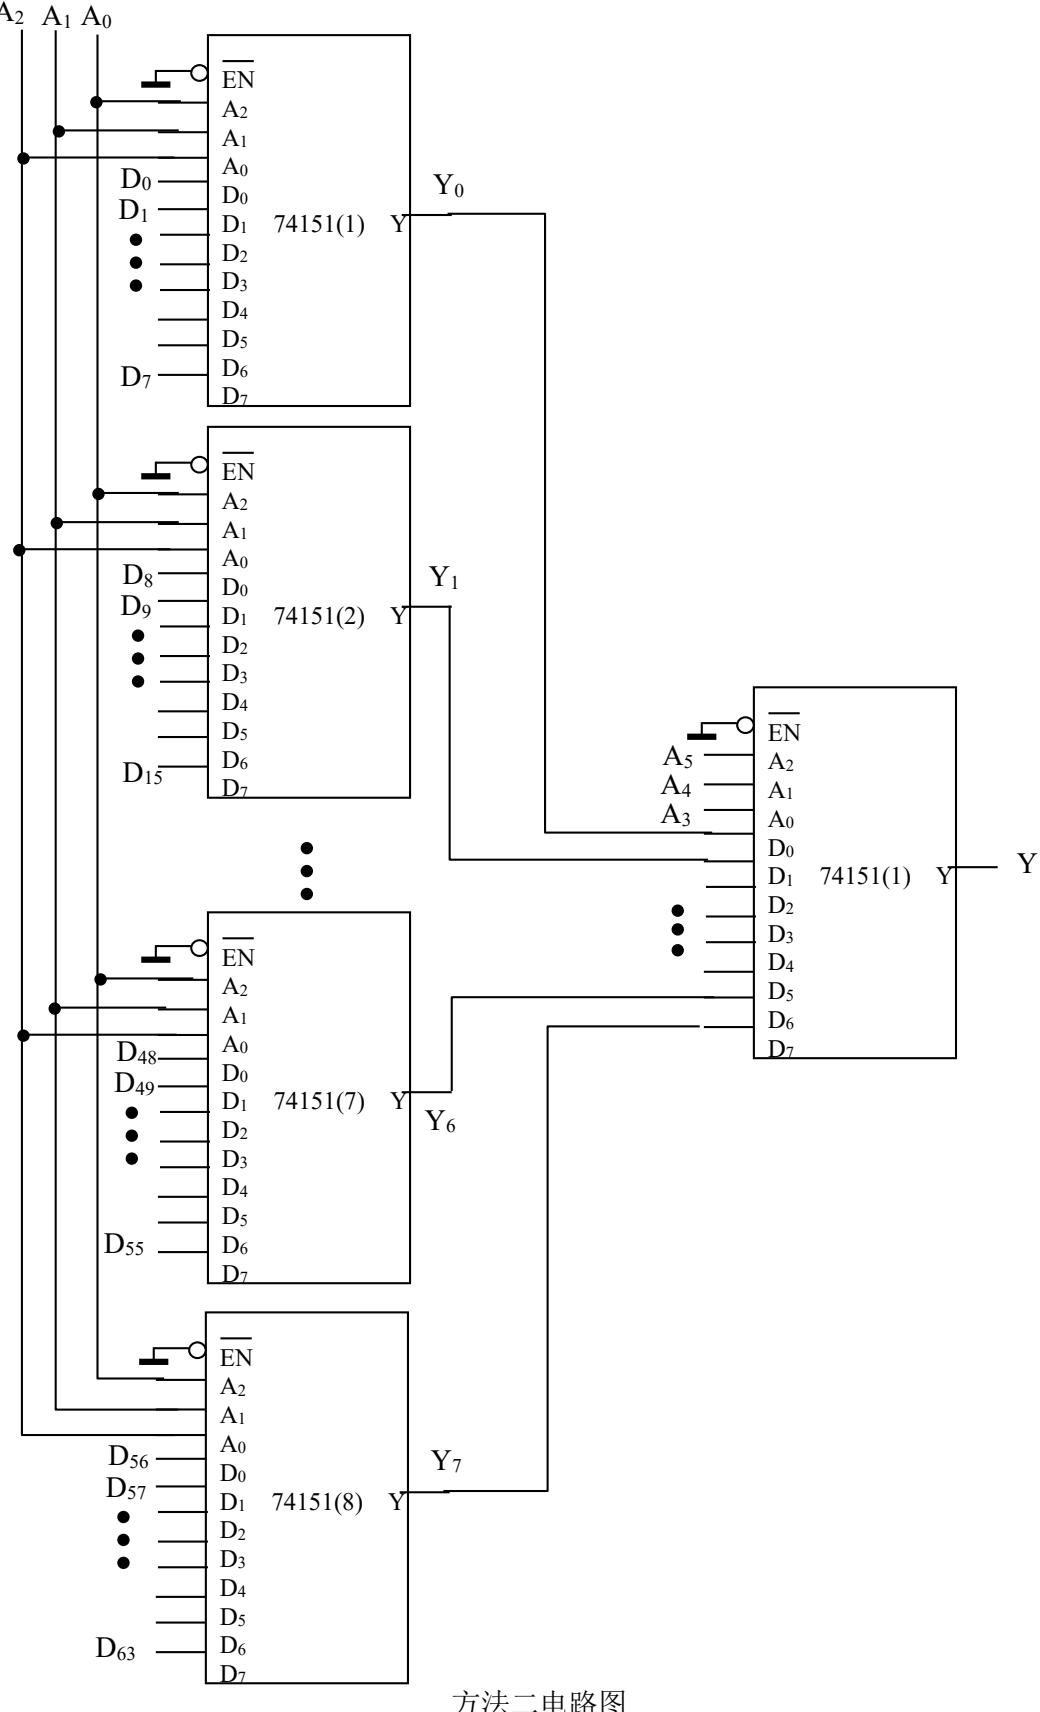 A2 A1 A0
EN
A2
A1
A0
D0
D0
D1
D1
D2
D3
D4
D5
D6
D7
D7
74151(1)
Y
Y0
EN
A2
A1
A0
D8
D0
D9
D1
D2
D3
D4
D5
D6
D15
D7
74151(2)
Y
Y1
EN
A5
A2
A4
A1
A3
A0
D0
D1
D2
D3
D4
D5
D6
D7
74151(1)
Y
Y
EN
A2
A1
A0
D48
D0
D49
D1
D2
D3
D4
D5
D55
D6
D7
74151(7)
Y
Y6
EN
A2
A1
A0
D56
D0
D57
D1
D2
D3
D4
D5
D63
D6
D7
74151(8)
Y
Y7
方法二电路图